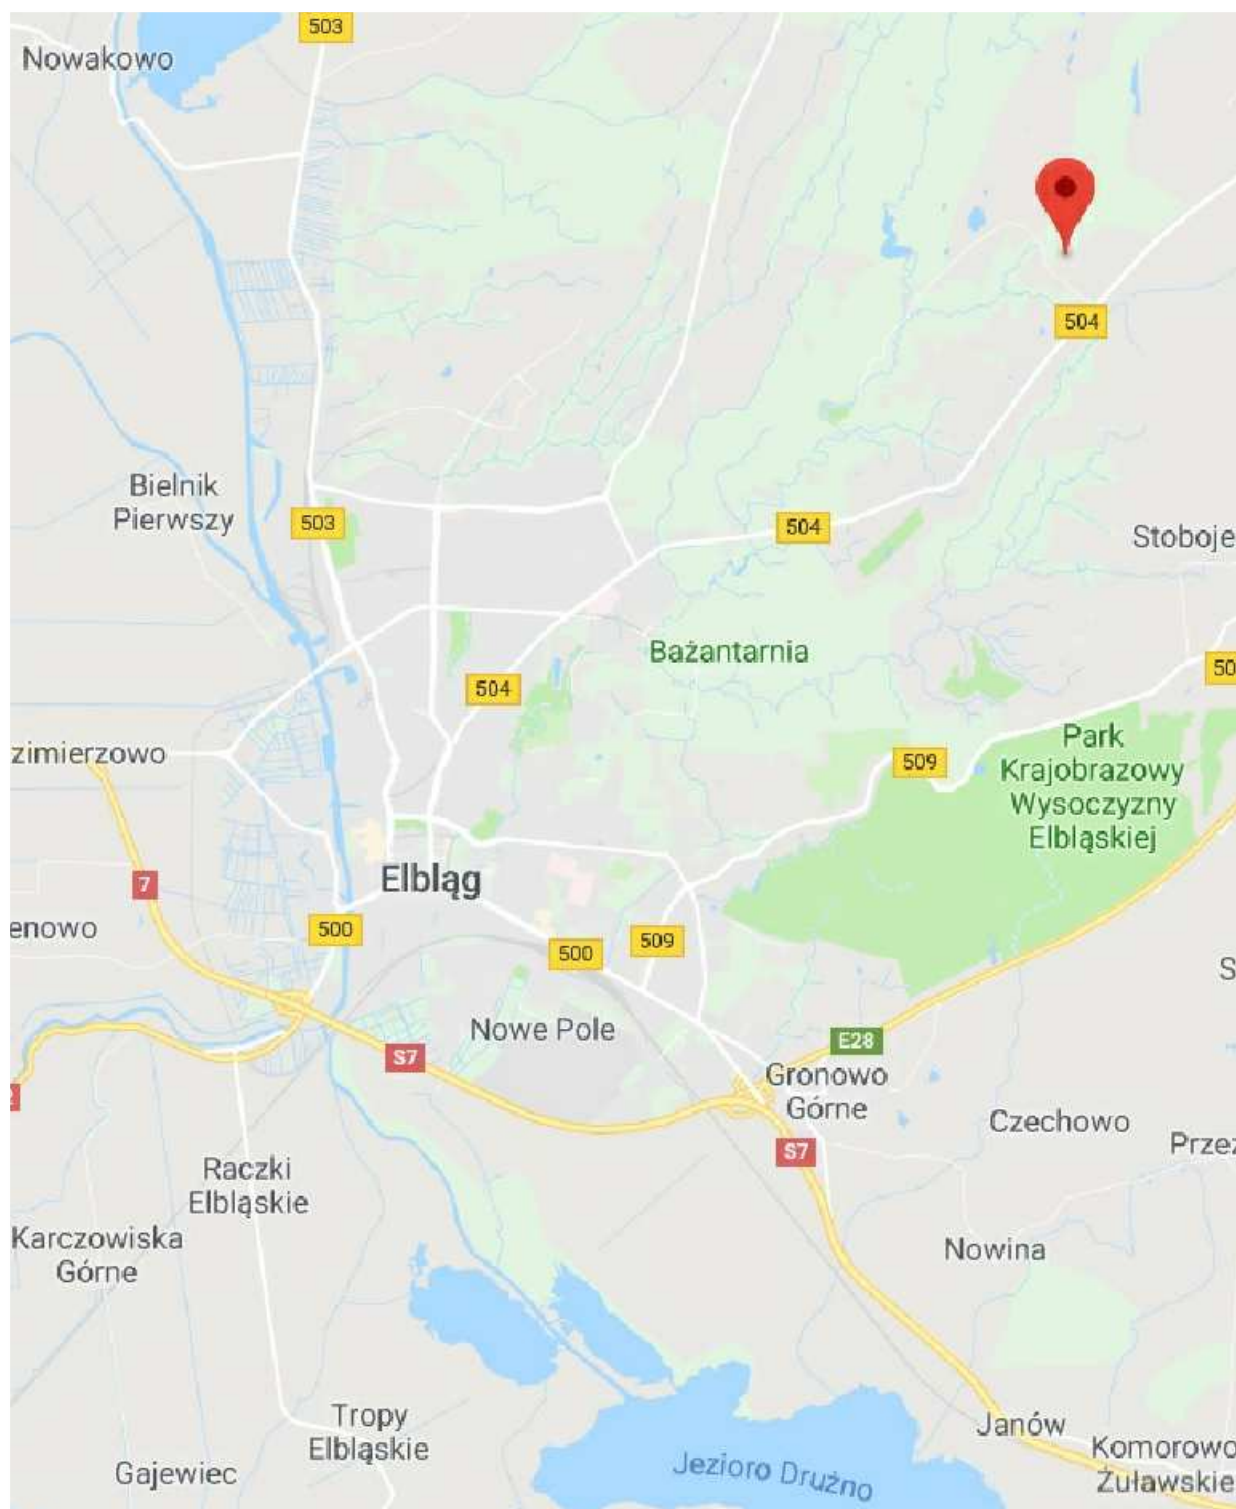 503
Nowakowo
504
Bielnik
Pierwszy
503
504
Stoboje
Bażantarnia
50
504
zimierzowo
509
Park
Krajobrazowy
Wysoczyzny
Elbląskiej
7
Elbląg
enowo
500
509
500
S
Nowe Pole
E28
S7
Gronowo
Górne
Czechowo
S7
Przez
Raczki
Elbląskie
Karczowiska
Górne
Nowina
Tropy
Elbląskie
Janów
Komorowo
Żuławskie
Gajewiec
Jezioro Drużno